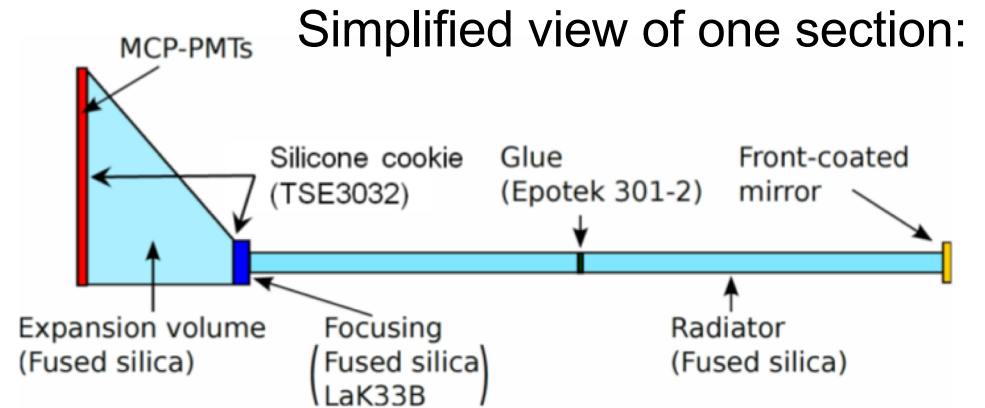 Simplified view of one section:
MCP-PMTs
Silicone cookie
(TSE3032)
Glue
(Epotek 301-2)
Front-coated
mirror
Expansion volume
(Fused silica)
Focusing
(Fused silica
LaK33B)
Radiator
(Fused silica)